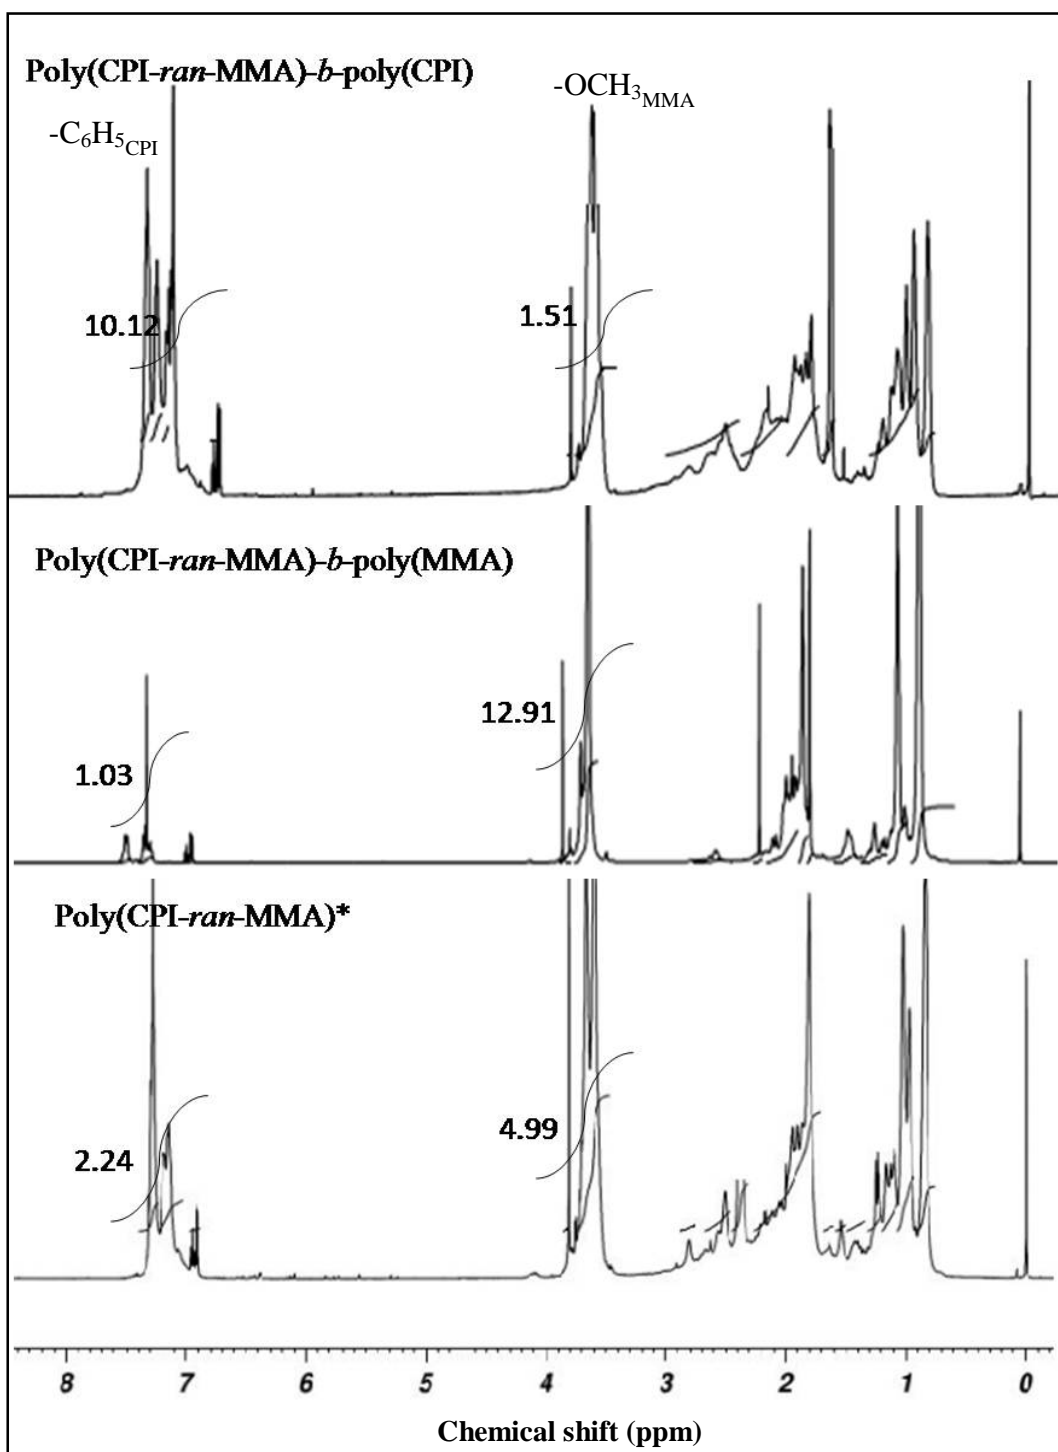 Poly(CPI-ran-MMA)-b-poly(CPI)
-C₆H₅CPI
-OCH₃MMA
10.12
1.51
Poly(CPI-ran-MMA)-b-poly(MMA)
1.03
12.91
Poly(CPI-ran-MMA)*
2.24
4.99
8 7 6 5 4 3 2 1 0
Chemical shift (ppm)